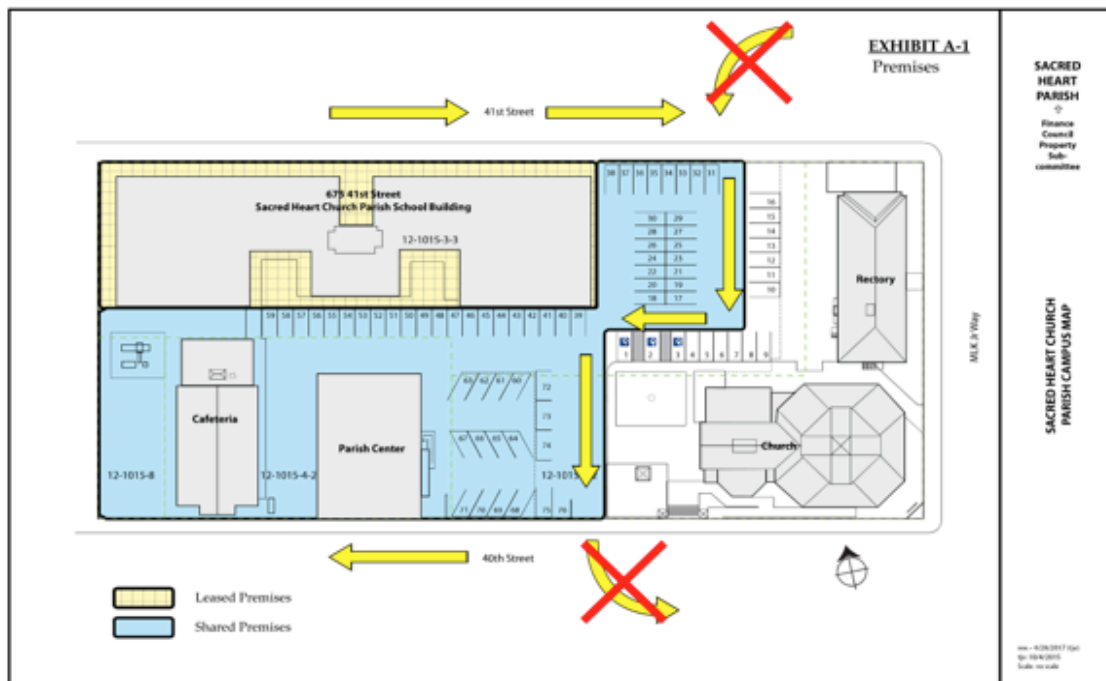 EXHIBIT A-1
Premises
SACRED
HEART
PARISH
Finance
Council
Property
Sub-
committee
41st Street
38 37 36 35 34 33 32 31
675 41st Street
Sacred Heart Church Parish School Building
12-1015-3-3
16
15
14
13
12
11
10
30 29
28 27
26 25
24 23
22 21
20 19
18 17
Rectory
59 58 57 56 55 54 53 52 51 50 49 48 47 46 45 44 43 42 41 40 39
1 2 3 4 5 6 7 8 9
MLK Jr Way
SACRED HEART CHURCH
PARISH CAMPUS MAP
63 62 61 60
72
73
74
67 66 65 64
Cafeteria
Parish Center
Church
12-1015-8
12-1015-4-2
12-1015
71 70 69 68
75 76
40th Street
Leased Premises
Shared Premises
Scale: no scale